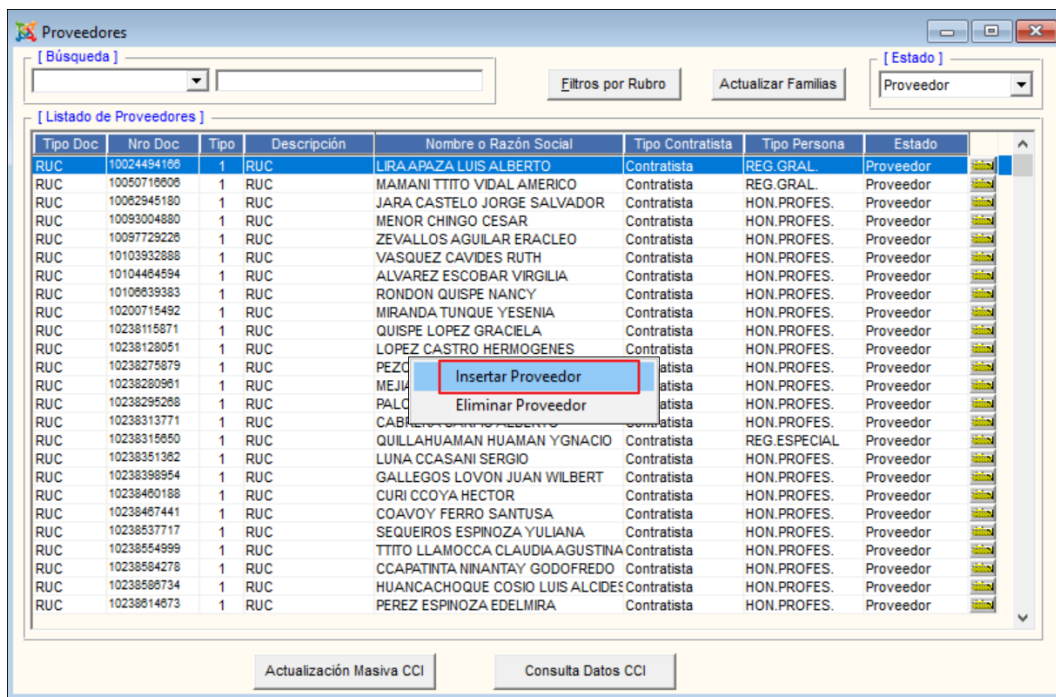 Proveedores
[ Búsqueda ]
[ Estado ]
Filtros por Rubro
Actualizar Familias
Proveedor
[ Listado de Proveedores ]
Tipo Doc Nro Doc Tipo Descripción Nombre o Razón Social Tipo Contratista Tipo Persona Estado
RUC 10024494166 1 RUC LIRA APAZA LUIS ALBERTO Contratista REG.GRAL. Proveedor
RUC 10050716606 1 RUC MAMANI TTITO VIDAL AMERICO Contratista REG.GRAL. Proveedor
RUC 10062945180 1 RUC JARA CASTELO JORGE SALVADOR Contratista HON.PROFES. Proveedor
RUC 10093004880 1 RUC MENOR CHINGO CESAR Contratista HON.PROFES. Proveedor
RUC 10097729226 1 RUC ZEVALLOS AGUILAR ERACLEO Contratista HON.PROFES. Proveedor
RUC 10103932888 1 RUC VASQUEZ CAVIDES RUTH Contratista HON.PROFES. Proveedor
RUC 10104464594 1 RUC ALVAREZ ESCOBAR VIRGILIA Contratista HON.PROFES. Proveedor
RUC 10106639383 1 RUC RONDON QUISPE NANCY Contratista HON.PROFES. Proveedor
RUC 10200715492 1 RUC MIRANDA TUNQUE YESENIA Contratista HON.PROFES. Proveedor
RUC 10238115871 1 RUC QUISPE LOPEZ GRACIELA Contratista HON.PROFES. Proveedor
RUC 10238128051 1 RUC LOPEZ CASTRO HERMOGENES Contratista HON.PROFES. Proveedor
RUC 10238275879 1 RUC PEZO atista HON.PROFES. Proveedor
Insertar Proveedor
RUC 10238280961 1 RUC MEJIA atista HON.PROFES. Proveedor
RUC 10238295268 1 RUC PALO atista HON.PROFES. Proveedor
Eliminar Proveedor
RUC 10238313771 1 RUC Contratista HON.PROFES. Proveedor
RUC 10238315650 1 RUC QUILLAHUAMAN HUAMAN YGNACIO Contratista REG.ESPECIAL Proveedor
RUC 10238351362 1 RUC LUNA CCASANI SERGIO Contratista HON.PROFES. Proveedor
RUC 10238398954 1 RUC GALLEGOS LOVON JUAN WILBERT Contratista HON.PROFES. Proveedor
RUC 10238460188 1 RUC CURI CCOYA HECTOR Contratista HON.PROFES. Proveedor
RUC 10238467441 1 RUC COAVOY FERRO SANTUSA Contratista HON.PROFES. Proveedor
RUC 10238537717 1 RUC SEQUEIROS ESPINOZA YULIANA Contratista HON.PROFES. Proveedor
RUC 10238554999 1 RUC TTITO LLAMOCCA CLAUDIA AGUSTINA Contratista HON.PROFES. Proveedor
RUC 10238584278 1 RUC CCAPATINTA NINANTAY GODOFREDO Contratista HON.PROFES. Proveedor
RUC 10238586734 1 RUC HUANCACHOQUE COSIO LUIS ALCIDES Contratista HON.PROFES. Proveedor
RUC 10238614673 1 RUC PEREZ ESPINOZA EDELMIRA Contratista HON.PROFES. Proveedor
Actualización Masiva CCI
Consulta Datos CCI